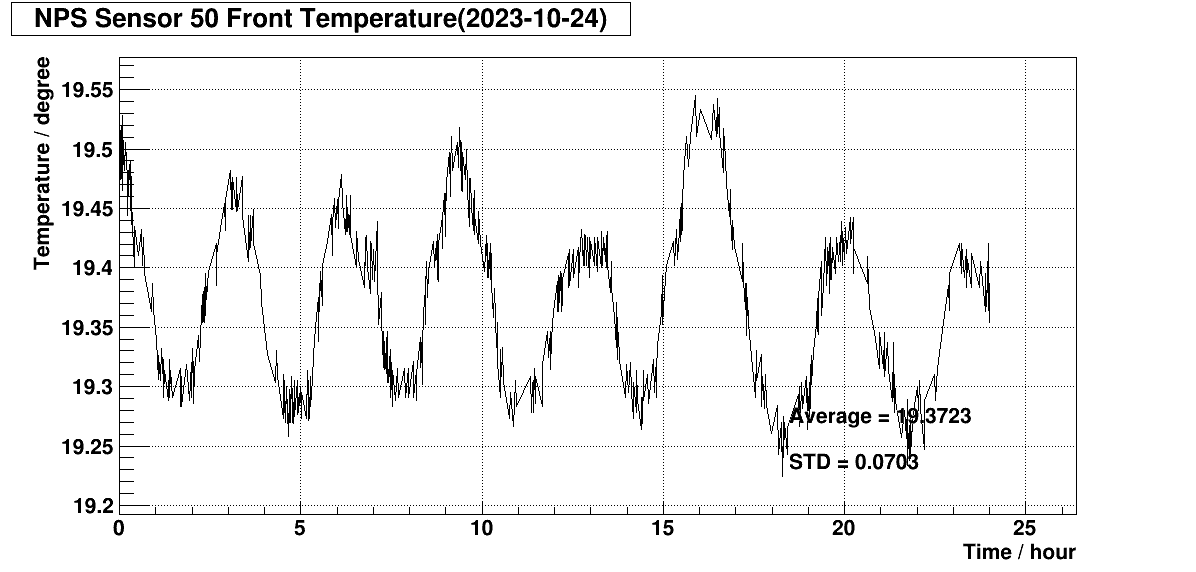 NPS Sensor 50 Front Temperature(2023-10-24)
Temperature / degree
19.55
19.5
19.45
19.4
19.35
19.3
19.25
19.2
Average = 19.3723
STD = 0.0703
0 5 10 15 20 25
Time / hour